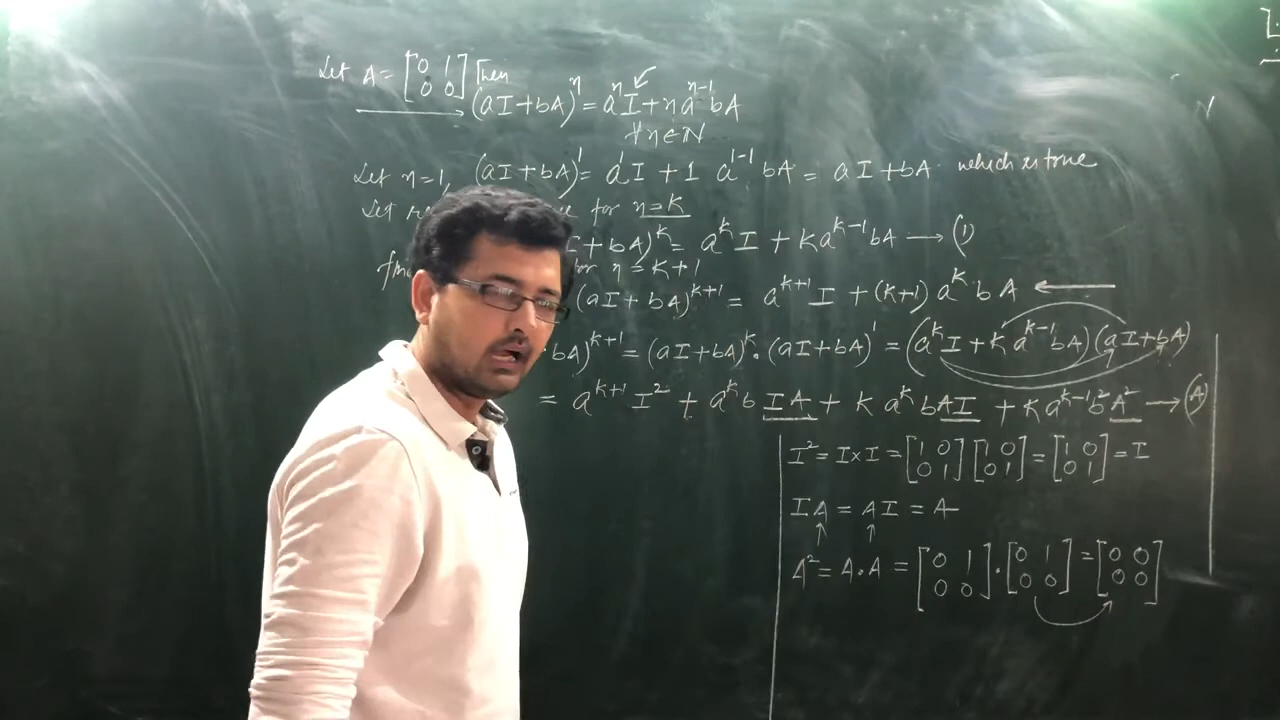 Let A = [0 1 0 0] Then
(aI+bA)^n = a^n I + n a^(n-1) bA
∀ n ∈ N
Let n=1, (aI+bA)^1 = a^1 I + 1 a^(1-1) bA = aI + bA which is true
Let for n = K
I + bA)^K = a^K I + K a^(K-1) bA → (1)
for n = K+1
(aI + bA)^(K+1) = a^(K+1) I + (K+1) a^K bA ←
bA)^(K+1) = (aI+bA)^K . (aI+bA)^1 = (a^K I + K a^(K-1) bA)(aI+bA)
= a^(K+1) I^2 + a^K b IA + K a^K b AI + K a^(K-1) b^2 A^2 → (A)
I^2 = I×I = [1 0 0 1] [1 0 0 1] = [1 0 0 1] = I
IA = AI = A
A^2 = A.A = [0 1 0 0] . [0 1 0 0] = [0 0 0 0]